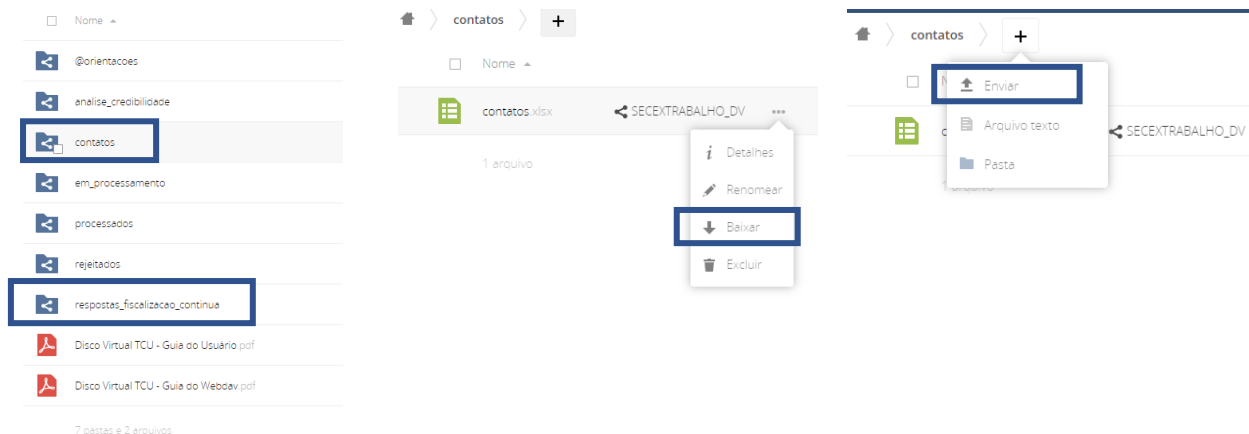 Nome
@orientacoes
analise_credibilidade
contatos
em_processamento
processados
rejeitados
respostas_fiscalizacao_continua
Disco Virtual TCU - Guia do Usuário.pdf
Disco Virtual TCU - Guia do Webdav.pdf
7 pastas e 2 arquivos
contatos +
Nome
contatos.xlsx SECEXTRABALHO_DV ...
1 arquivo
Detalhes
Renomear
Baixar
Excluir
contatos +
N
Enviar
Arquivo texto
c SECEXTRABALHO_DV
Pasta
1 arquivo